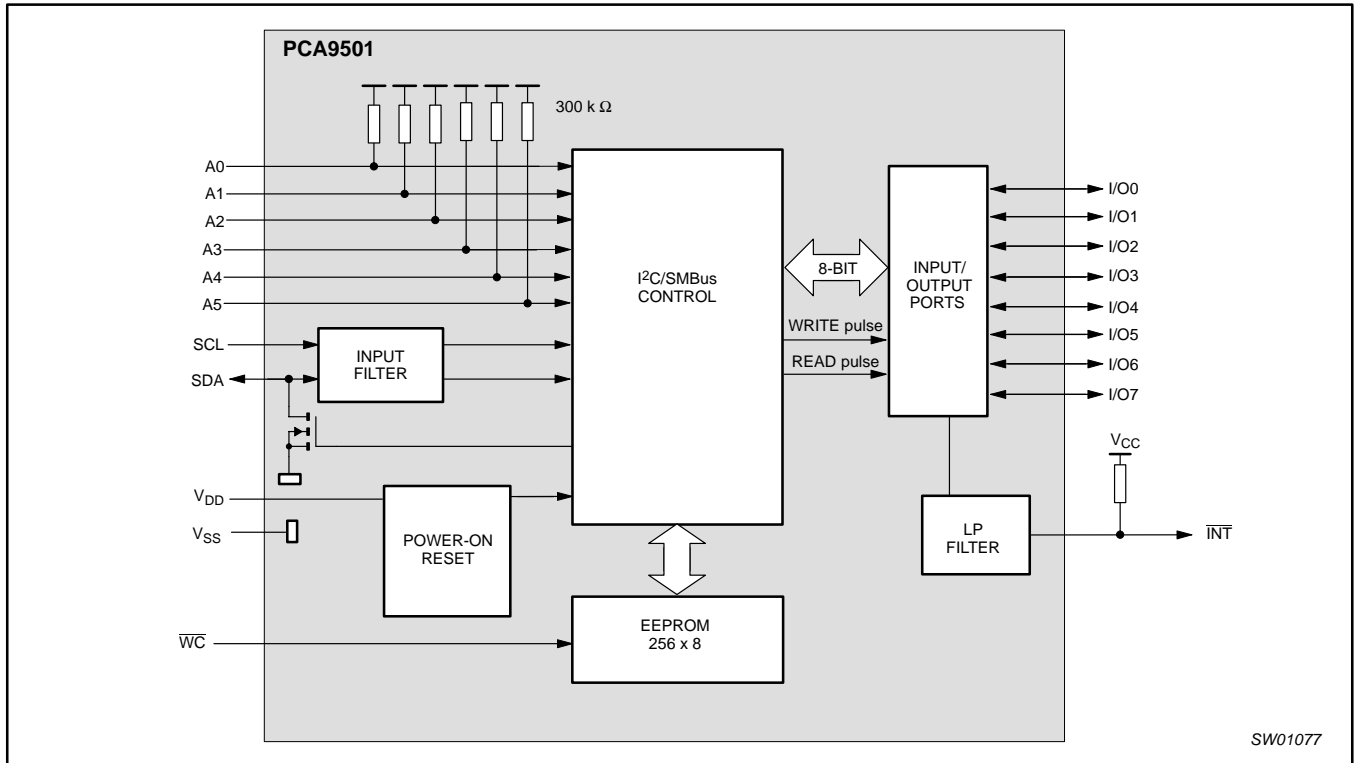 PCA9501
300 k Ω
A0
A1
A2
A3
A4
A5
SCL
SDA
INPUT
FILTER
I²C/SMBus
CONTROL
8-BIT
WRITE pulse
READ pulse
INPUT/
OUTPUT
PORTS
I/O0
I/O1
I/O2
I/O3
I/O4
I/O5
I/O6
I/O7
VCC
VDD
VSS
POWER-ON
RESET
LP
FILTER
INT
WC
EEPROM
256 x 8
SW01077